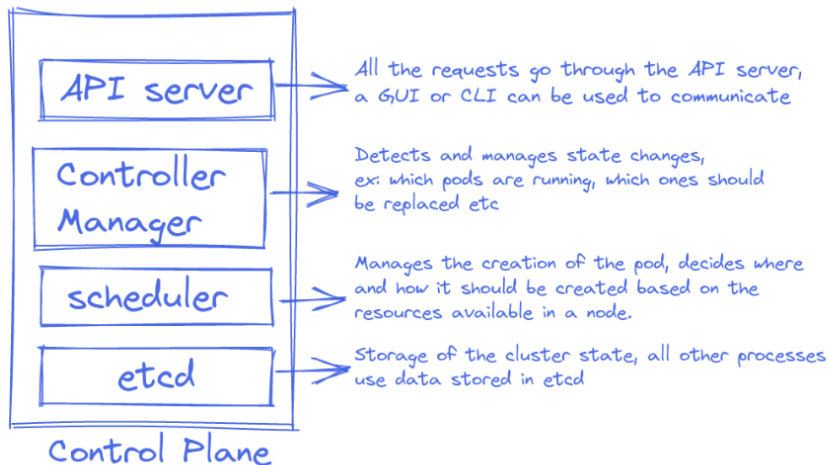 API server
All the requests go through the API server,
a GUI or CLI can be used to communicate
Controller
Manager
Detects and manages state changes,
ex: which pods are running, which ones should
be replaced etc
scheduler
Manages the creation of the pod, decides where
and how it should be created based on the
resources available in a node.
etcd
Storage of the cluster state, all other processes
use data stored in etcd
Control Plane